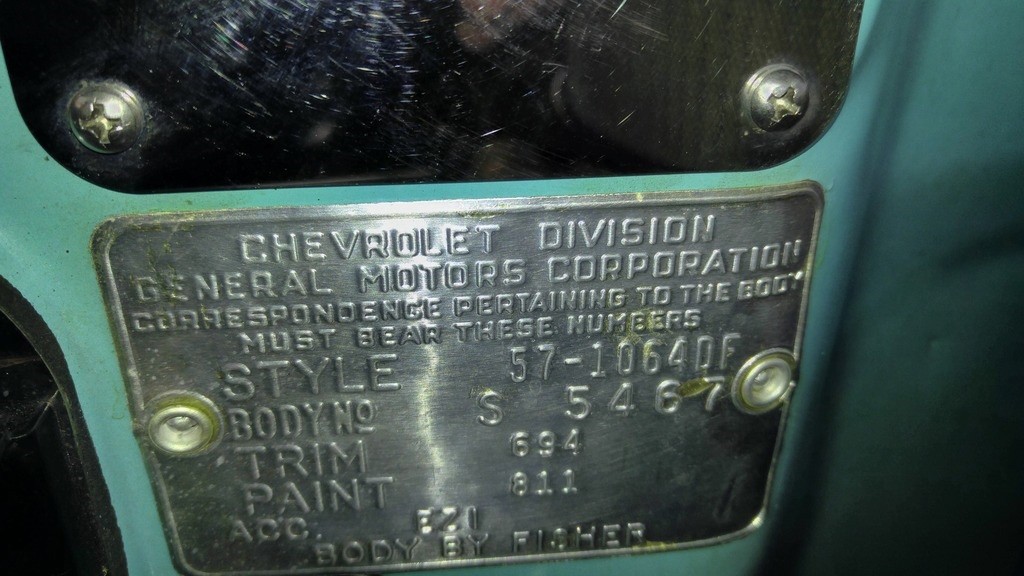 CHEVROLET DIVISION
GENERAL MOTORS CORPORATION
CORRESPONDENCE PERTAINING TO THE BODY
MUST BEAR THESE NUMBERS
STYLE 57-1064DF
BODY NO S 5467
TRIM 694
PAINT 811
ACC. EZI
BODY BY FISHER